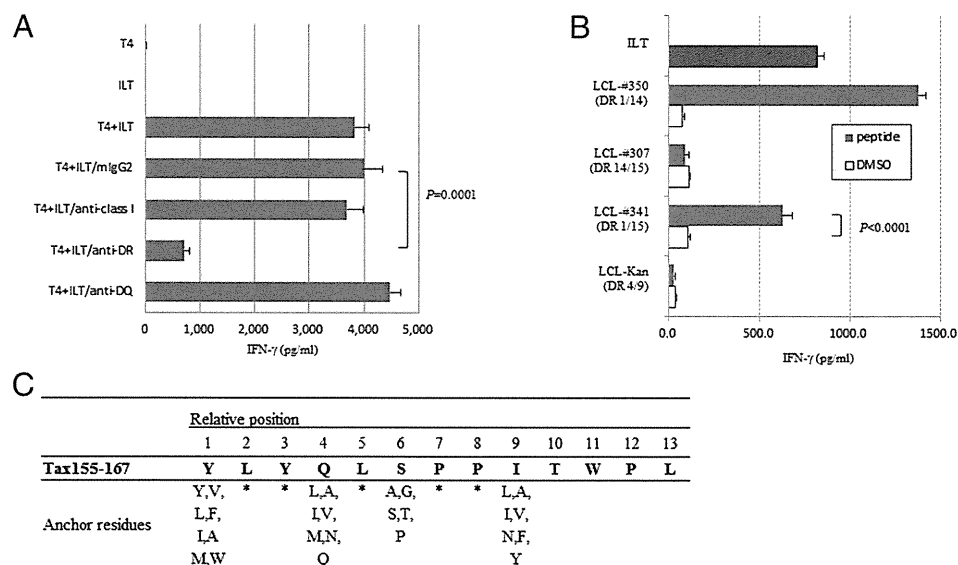 A
T4
ILT
T4+ILT
T4+ILT/mIgG2
T4+ILT/anti-class I
T4+ILT/anti-DR
T4+ILT/anti-DQ
P=0.0001
0 1,000 2,000 3,000 4,000 5,000
IFN-γ (pg/ml)
B
ILT
LCL-#350
(DR 1/14)
LCL-#307
(DR 14/15)
LCL-#341
(DR 1/15)
LCL-Kan
(DR 4/9)
peptide
DMSO
P<0.0001
0.0 500.0 1000.0 1500.0
IFN-γ (pg/ml)
C
Relative position
1 2 3 4 5 6 7 8 9 10 11 12 13
Tax155-167 Y L Y Q L S P P I T W P L
Anchor residues
Y,V, * * L,A, * A,G, * * L,A,
L,F, I,V, S,T, I,V,
I,A M,N, P N,F,
M,W Q Y